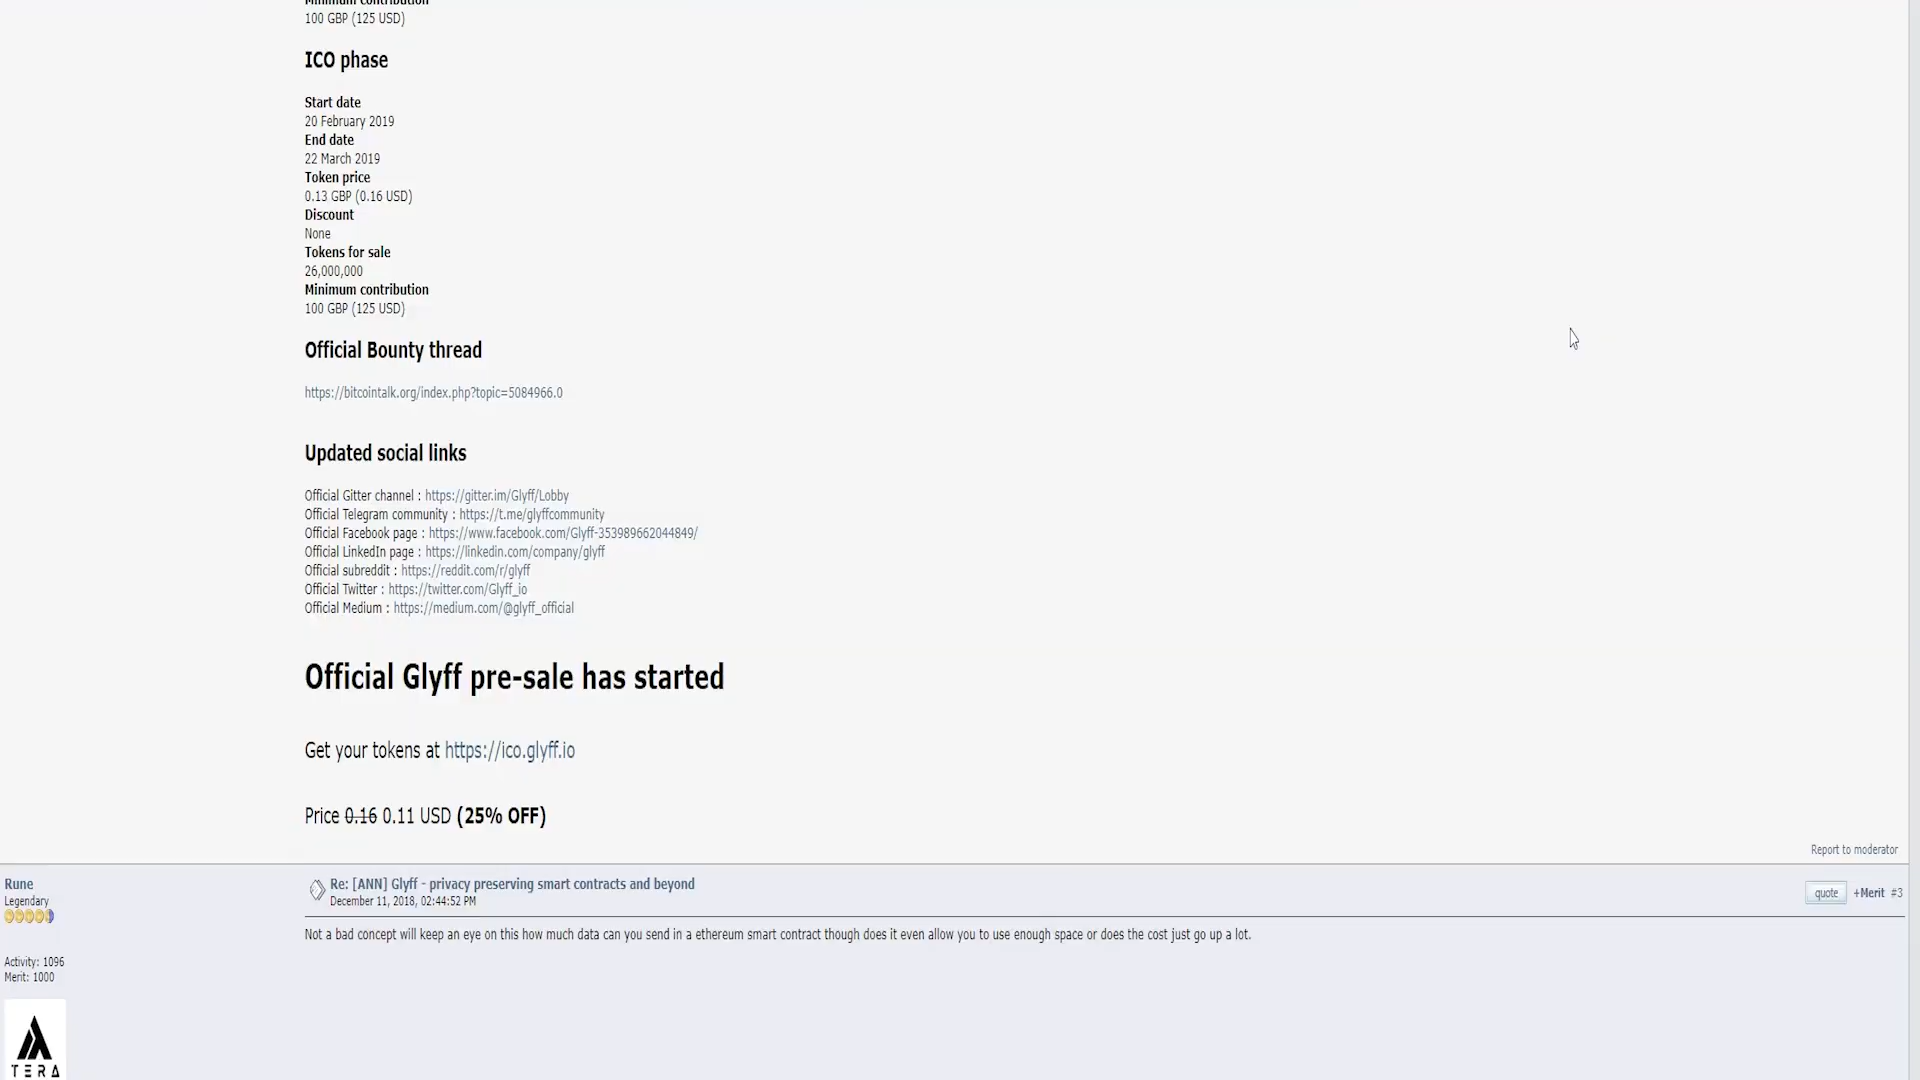 Minimum contribution
100 GBP (125 USD)
ICO phase
Start date
20 February 2019
End date
22 March 2019
Token price
0.13 GBP (0.16 USD)
Discount
None
Tokens for sale
26,000,000
Minimum contribution
100 GBP (125 USD)
Official Bounty thread
https://bitcointalk.org/index.php?topic=5084966.0
Updated social links
Official Gitter channel : https://gitter.im/Glyff/Lobby
Official Telegram community : https://t.me/glyffcommunity
Official Facebook page : https://www.facebook.com/Glyff-353989662044849/
Official LinkedIn page : https://linkedin.com/company/glyff
Official subreddit : https://reddit.com/r/glyff
Official Twitter : https://twitter.com/Glyff_io
Official Medium : https://medium.com/@glyff_official
Official Glyff pre-sale has started
Get your tokens at https://ico.glyff.io
Price 0.16 0.11 USD (25% OFF)
Report to moderator
Rune
Legendary
Activity: 1096
Merit: 1000
TERA
Re: [ANN] Glyff - privacy preserving smart contracts and beyond
December 11, 2018, 02:44:52 PM
quote +Merit #3
Not a bad concept will keep an eye on this how much data can you send in a ethereum smart contract though does it even allow you to use enough space or does the cost just go up a lot.